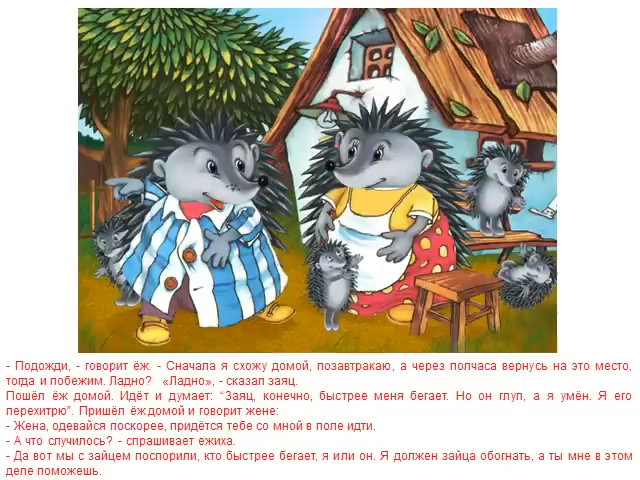 - Подожди, - говорит ёж. - Сначала я схожу домой, позавтракаю, а через полчаса вернусь на это место,
тогда и побежим. Ладно? «Ладно», - сказал заяц.
Пошёл ёж домой. Идёт и думает: “Заяц, конечно, быстрее меня бегает. Но он глуп, а я умён. Я его
перехитрю”. Пришёл ёж домой и говорит жене:
- Жена, одевайся поскорее, придётся тебе со мной в поле идти.
- А что случилось? - спрашивает ежиха.
- Да вот мы с зайцем поспорили, кто быстрее бегает, я или он. Я должен зайца обогнать, а ты мне в этом
деле поможешь.